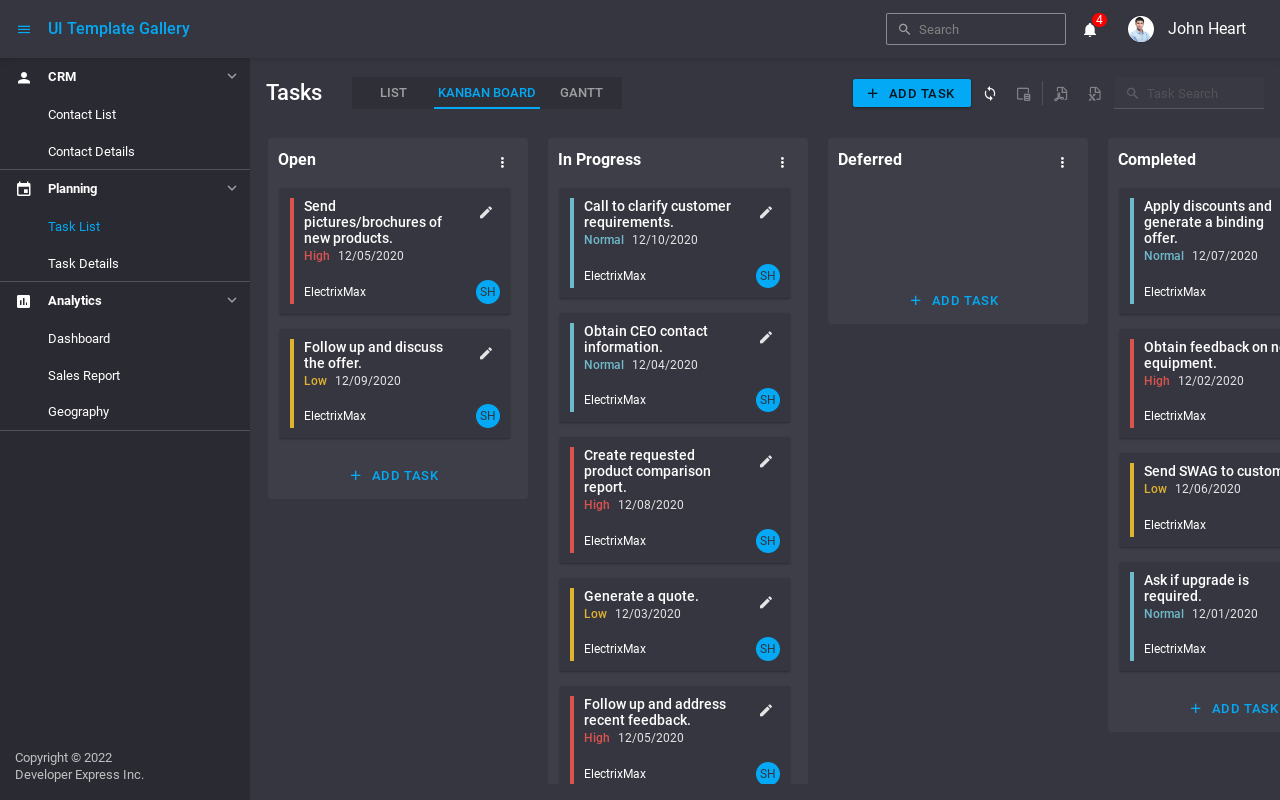 UI Template Gallery
Search
4
John Heart
CRM
Contact List
Contact Details
Planning
Task List
Task Details
Analytics
Dashboard
Sales Report
Geography
Copyright © 2022
Developer Express Inc.
Tasks
LIST
KANBAN BOARD
GANTT
ADD TASK
Task Search
Open
Send
pictures/brochures of
new products.
High 12/05/2020
ElectrixMax
SH
Follow up and discuss
the offer.
Low 12/09/2020
ElectrixMax
SH
ADD TASK
In Progress
Call to clarify customer
requirements.
Normal 12/10/2020
ElectrixMax
SH
Obtain CEO contact
information.
Normal 12/04/2020
ElectrixMax
SH
Create requested
product comparison
report.
High 12/08/2020
ElectrixMax
SH
Generate a quote.
Low 12/03/2020
ElectrixMax
SH
Follow up and address
recent feedback.
High 12/05/2020
ElectrixMax
SH
Deferred
ADD TASK
Completed
Apply discounts and
generate a binding
offer.
Normal 12/07/2020
ElectrixMax
Obtain feedback on
equipment.
High 12/02/2020
ElectrixMax
Send SWAG to
Low 12/06/2020
ElectrixMax
Ask if upgrade is
required.
Normal 12/01/2020
ElectrixMax
ADD TASK